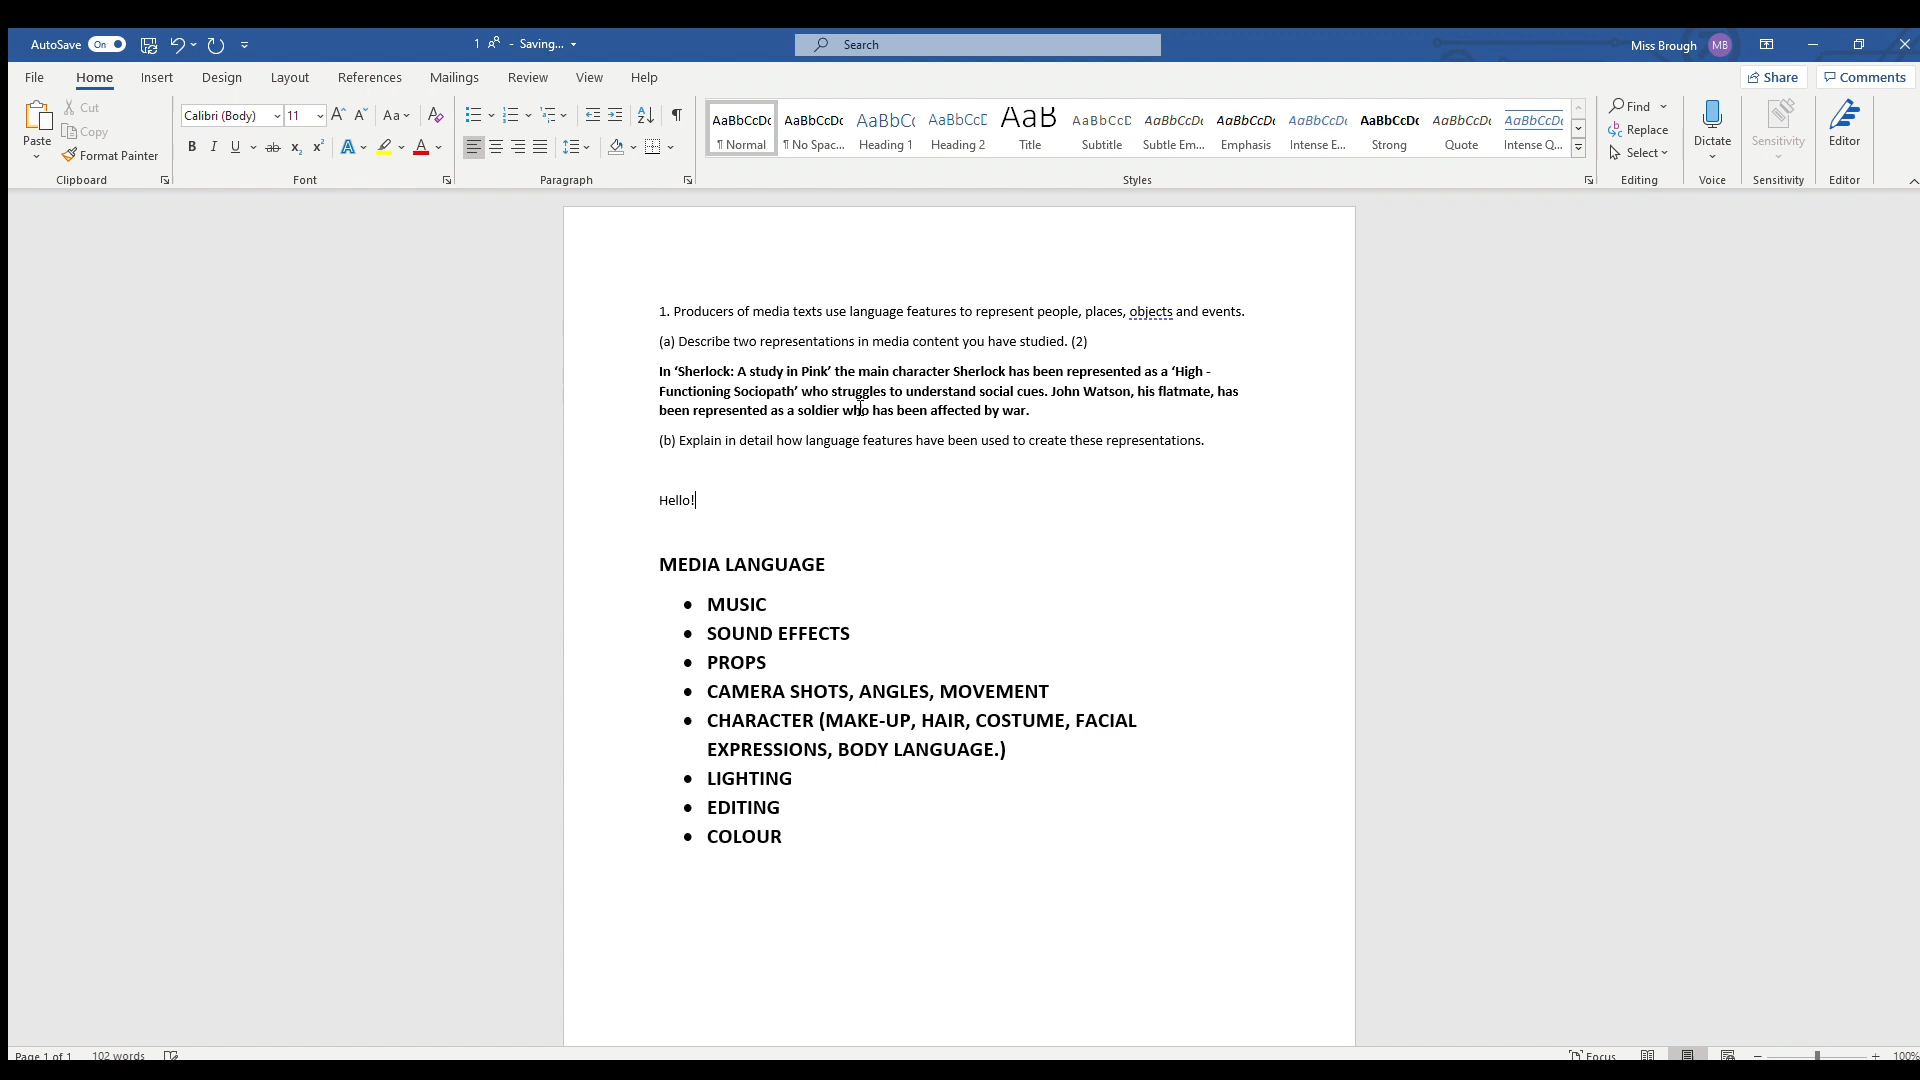 AutoSave On 1 - Saving... Search Miss Brough MB
File Home Insert Design Layout References Mailings Review View Help Share Comments
Paste Cut Copy Format Painter
Calibri (Body) 11 Aa
AaBbCcDc AaBbCcDc AaBbCc AaBbCcD AaB AaBbCcD AaBbCcDc AaBbCcDc AaBbCcDc AaBbCcDc AaBbCcDc AaBbCcDc
¶ Normal ¶ No Spac... Heading 1 Heading 2 Title Subtitle Subtle Em... Emphasis Intense E... Strong Quote Intense Q...
Find Replace Select Dictate Sensitivity Editor
Clipboard Font Paragraph Styles Editing Voice Sensitivity Editor
1. Producers of media texts use language features to represent people, places, objects and events.
(a) Describe two representations in media content you have studied. (2)
In ‘Sherlock: A study in Pink’ the main character Sherlock has been represented as a ‘High -
Functioning Sociopath’ who struggles to understand social cues. John Watson, his flatmate, has
been represented as a soldier who has been affected by war.
(b) Explain in detail how language features have been used to create these representations.
Hello!
MEDIA LANGUAGE
• MUSIC
• SOUND EFFECTS
• PROPS
• CAMERA SHOTS, ANGLES, MOVEMENT
• CHARACTER (MAKE-UP, HAIR, COSTUME, FACIAL
EXPRESSIONS, BODY LANGUAGE.)
• LIGHTING
• EDITING
• COLOUR
Page 1 of 1 102 words Focus 100%